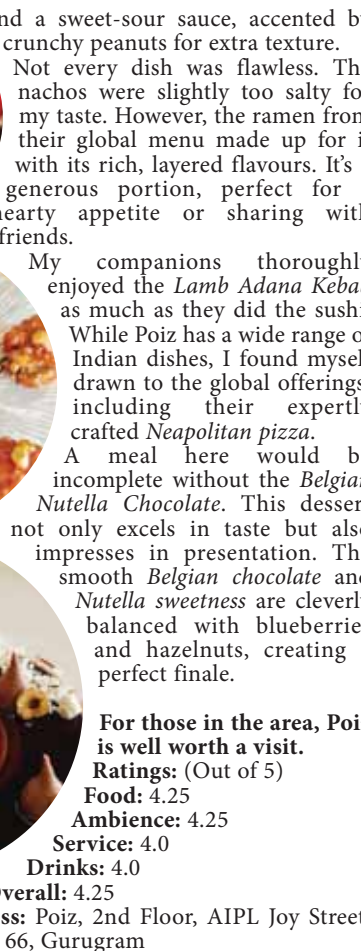 nd a sweet-sour sauce, accented b
crunchy peanuts for extra texture.
Not every dish was flawless. Th
nachos were slightly too salty fo
my taste. However, the ramen from
their global menu made up for i
with its rich, layered flavours. It’s
generous portion, perfect for
hearty appetite or sharing with
friends.
My companions thoroughl
enjoyed the Lamb Adana Keba
as much as they did the sushi
While Poiz has a wide range o
Indian dishes, I found mysel
drawn to the global offerings
including their expertl
crafted Neapolitan pizza.
A meal here would b
incomplete without the Belgian
Nutella Chocolate. This desser
not only excels in taste but also
impresses in presentation. Th
smooth Belgian chocolate and
Nutella sweetness are cleverl
balanced with blueberrie
and hazelnuts, creating
perfect finale.
For those in the area, Poi
is well worth a visit.
Ratings: (Out of 5)
Food: 4.25
Ambience: 4.25
Service: 4.0
Drinks: 4.0
Overall: 4.25
ss: Poiz, 2nd Floor, AIPL Joy Street
66, Gurugram